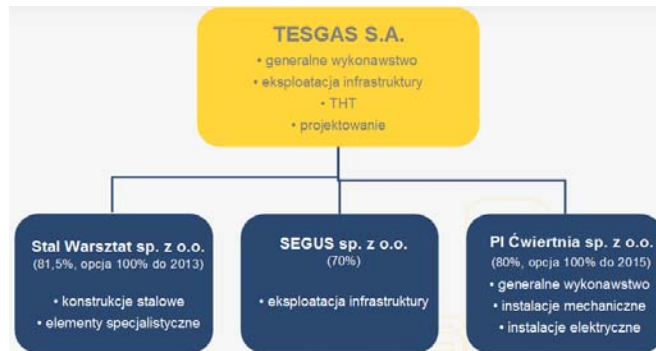 TESGAS S.A.
• generalne wykonawstwo
• eksploatacja infrastruktury
• THT
• projektowanie
Stal Warsztat sp. z o.o.
(81,5%, opcja 100% do 2013)
• konstrukcje stalowe
• elementy specjalistyczne
SEGUS sp. z o.o.
(70%)
• eksploatacja infrastruktury
PI Ćwiertnia sp. z o.o.
(80%, opcja 100% do 2015)
• generalne wykonawstwo
• instalacje mechaniczne
• instalacje elektryczne